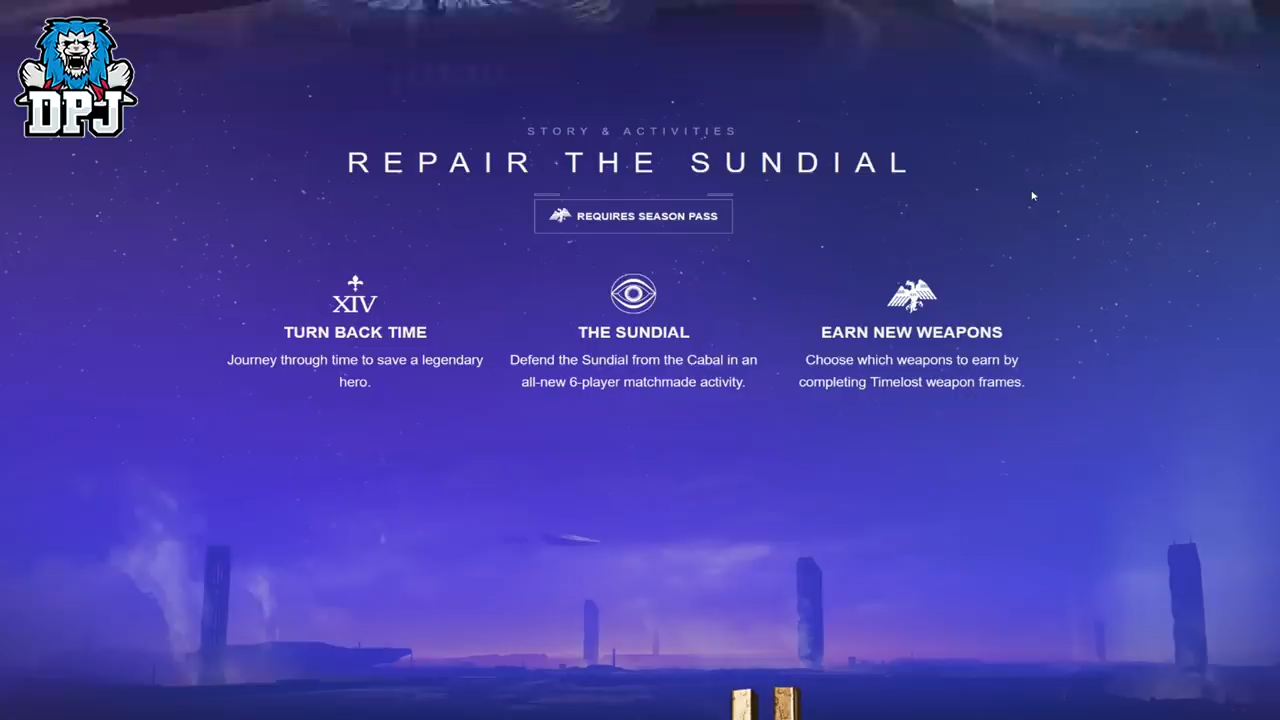 DPJ
STORY & ACTIVITIES
REPAIR THE SUNDIAL
REQUIRES SEASON PASS
XIV
TURN BACK TIME
Journey through time to save a legendary
hero.
THE SUNDIAL
Defend the Sundial from the Cabal in an
all-new 6-player matchmade activity.
EARN NEW WEAPONS
Choose which weapons to earn by
completing Timelost weapon frames.